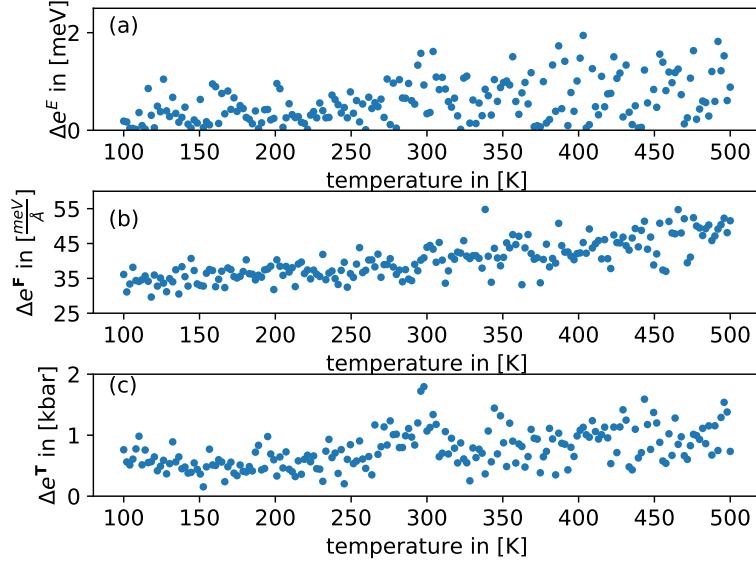 (a)
Δe^E in [meV]
2
0
100 150 200 250 300 350 400 450 500
temperature in [K]
(b)
Δe^F in [meV/Å]
55
45
35
25
100 150 200 250 300 350 400 450 500
temperature in [K]
(c)
Δe^T in [kbar]
2
1
0
100 150 200 250 300 350 400 450 500
temperature in [K]